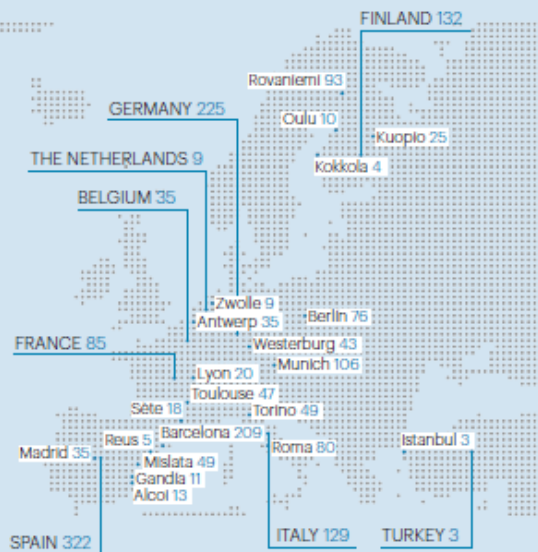 FINLAND 132
Rovaniemi 93
GERMANY 225
Oulu 10
Kuopio 25
THE NETHERLANDS 9
Kokkola 4
BELGIUM 35
Zwolle 9
Antwerp 35
Berlin 76
FRANCE 85
Westerburg 43
Munich 106
Lyon 20
Toulouse 47
Sète 18
Torino 49
Reus 5
Barcelona 209
Madrid 35
Roma 80
Istanbul 3
Mislata 49
Gandia 11
Alcoi 13
SPAIN 322
ITALY 129
TURKEY 3